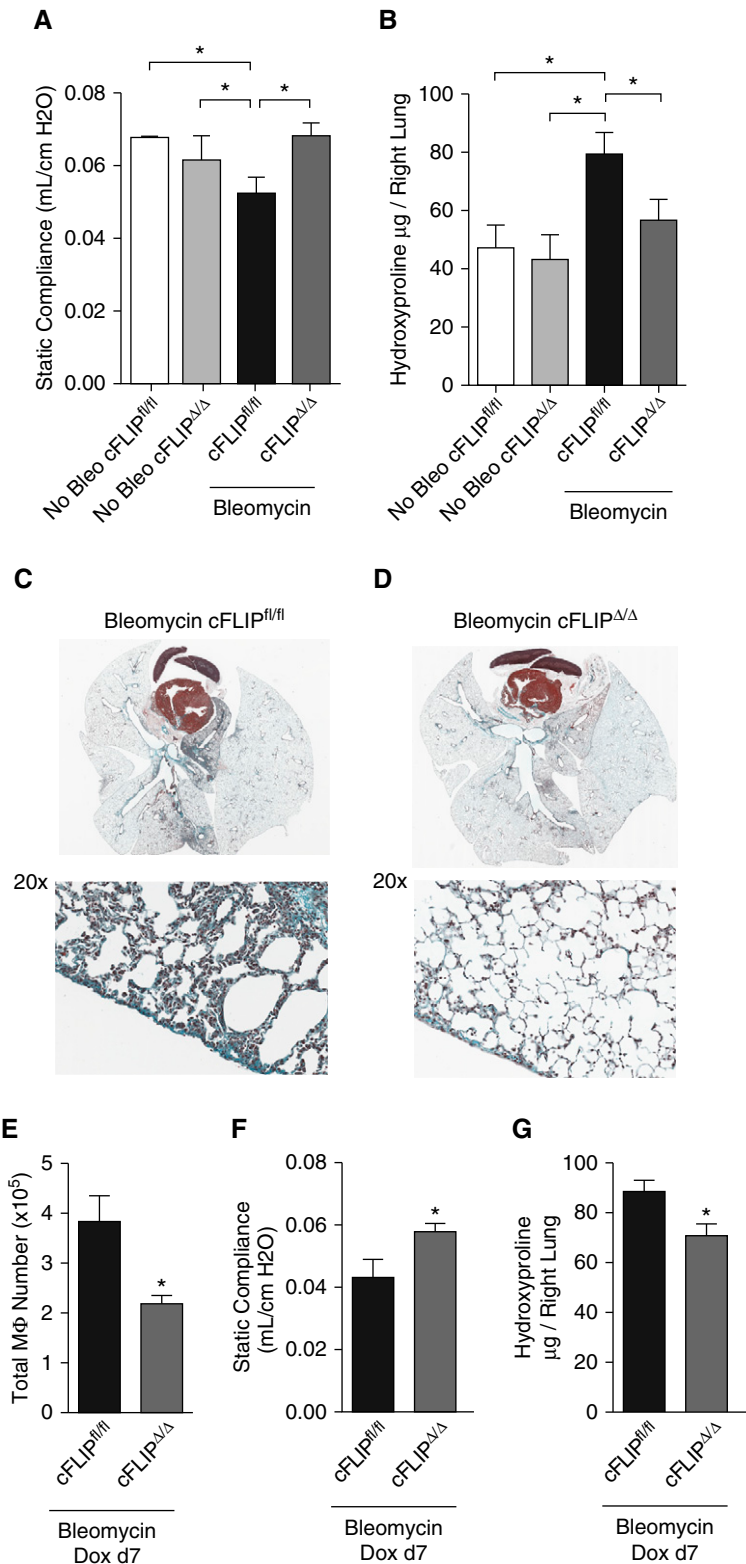 A
*
*
*
Static Compliance (mL/cm H2O)
0.08
0.06
0.04
0.02
0.00
No Bleo cFLIPfl/fl
No Bleo cFLIPΔ/Δ
cFLIPfl/fl
cFLIPΔ/Δ
Bleomycin
B
*
*
*
Hydroxyproline µg / Right Lung
100
80
60
40
20
0
No Bleo cFLIPfl/fl
No Bleo cFLIPΔ/Δ
cFLIPfl/fl
cFLIPΔ/Δ
Bleomycin
C
Bleomycin cFLIPfl/fl
20x
D
Bleomycin cFLIPΔ/Δ
20x
E
Total MΦ Number (x10⁵)
5
4
3
2
1
0
*
cFLIPfl/fl
cFLIPΔ/Δ
Bleomycin
Dox d7
F
Static Compliance
(mL/cm H2O)
0.08
0.06
0.04
0.02
0.00
*
cFLIPfl/fl
cFLIPΔ/Δ
Bleomycin
Dox d7
G
Hydroxyproline
µg / Right Lung
100
80
60
40
20
0
*
cFLIPfl/fl
cFLIPΔ/Δ
Bleomycin
Dox d7